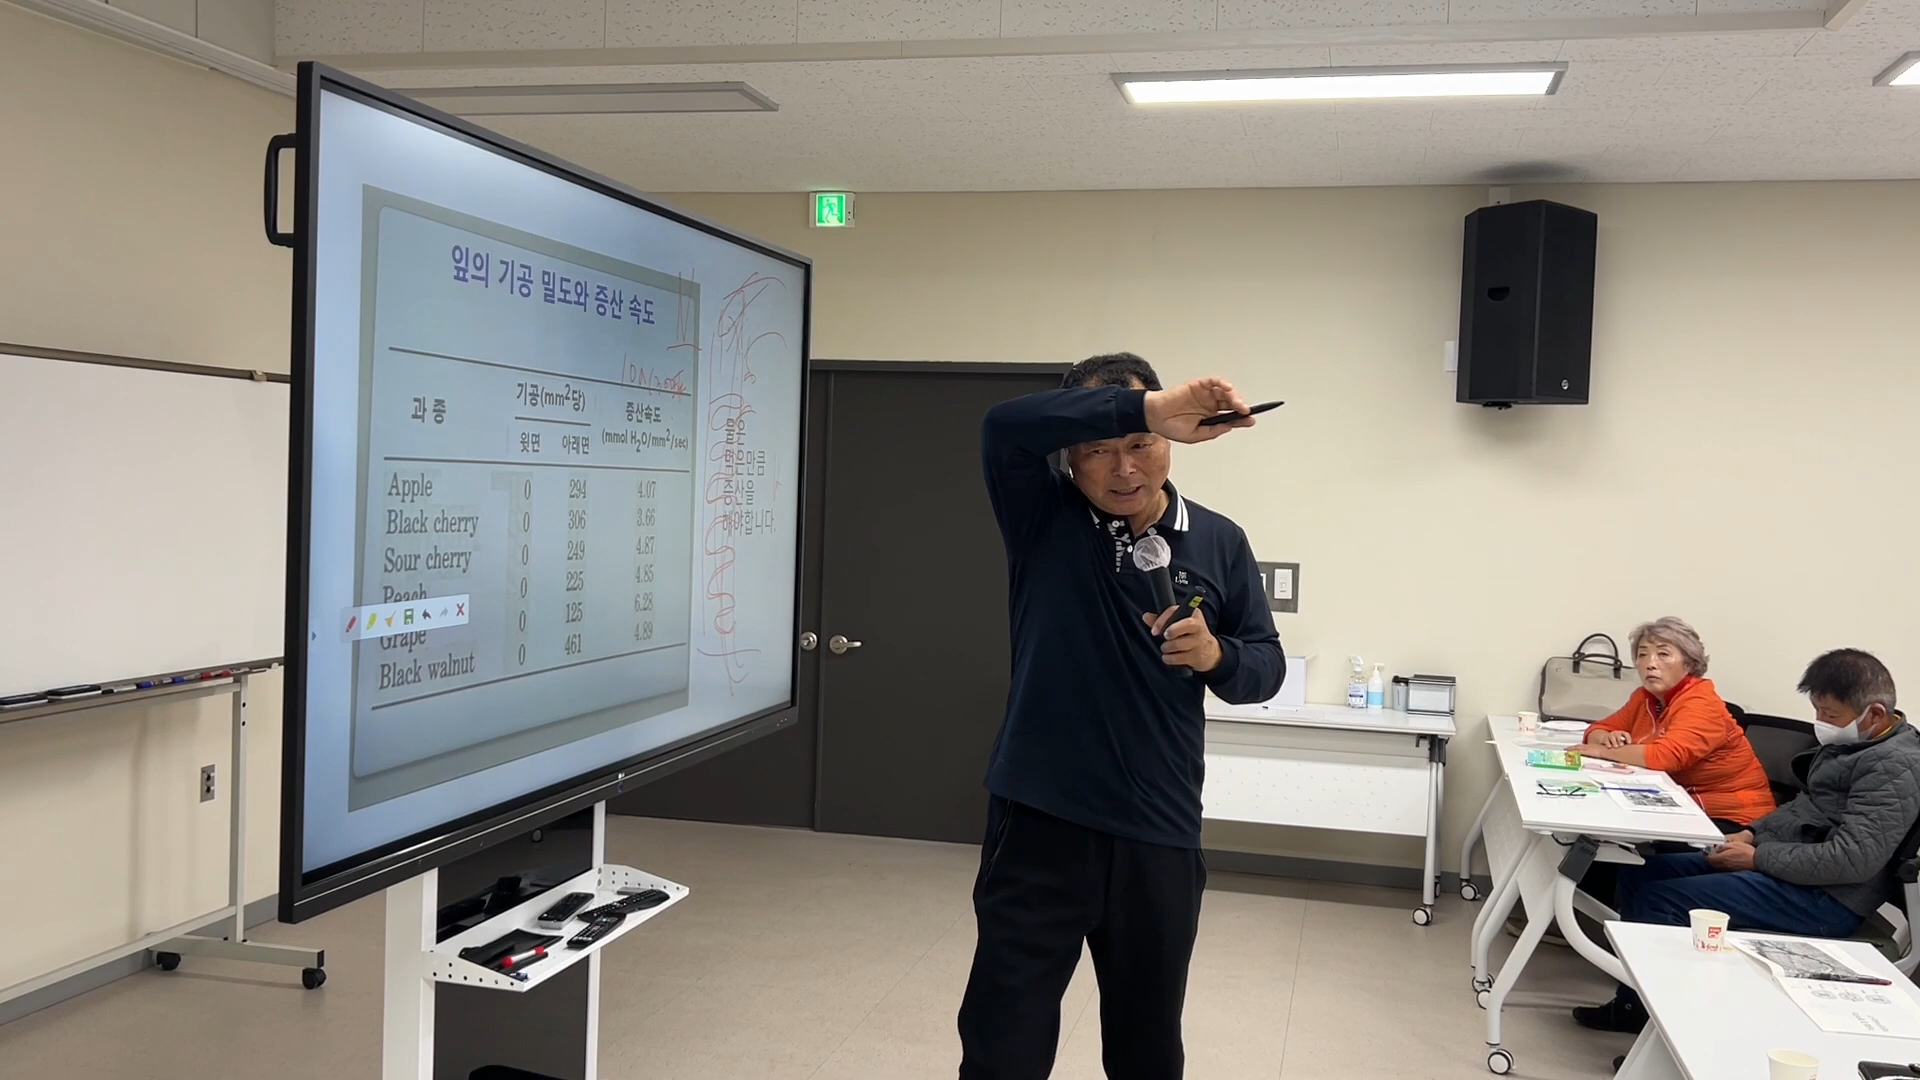 잎의 기공 밀도와 증산 속도
과 종 기공(mm2당) 증산속도
윗면 아래면 (mmol H2O/mm2/sec)
Apple 0 294 4.07
Black cherry 0 306 3.66
Sour cherry 0 249 4.87
Peach 0 225 4.85
Grape 0 125 6.28
Black walnut 0 461 4.89
물은
먹은만큼
증산을
해야합니다.
N